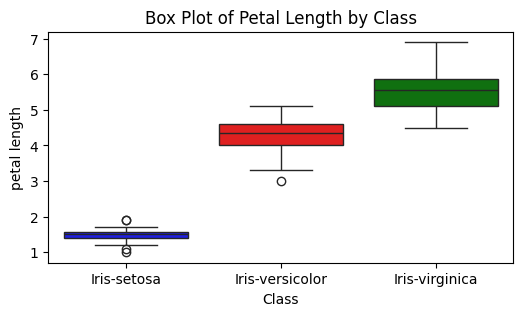 Box Plot of Petal Length by Class
petal length
7
6
5
4
3
2
1
Iris-setosa
Iris-versicolor
Iris-virginica
Class